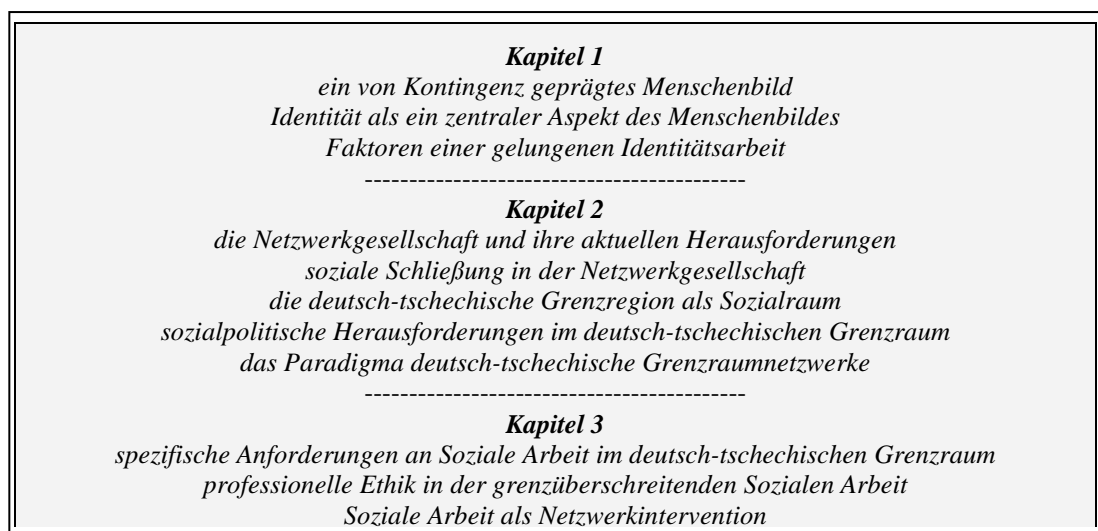 Kapitel 1
ein von Kontingenz geprägtes Menschenbild
Identität als ein zentraler Aspekt des Menschenbildes
Faktoren einer gelungenen Identitätsarbeit
-------------------------------------------
Kapitel 2
die Netzwerkgesellschaft und ihre aktuellen Herausforderungen
soziale Schließung in der Netzwerkgesellschaft
die deutsch-tschechische Grenzregion als Sozialraum
sozialpolitische Herausforderungen im deutsch-tschechischen Grenzraum
das Paradigma deutsch-tschechische Grenzraumnetzwerke
-------------------------------------------
Kapitel 3
spezifische Anforderungen an Soziale Arbeit im deutsch-tschechischen Grenzraum
professionelle Ethik in der grenzüberschreitenden Sozialen Arbeit
Soziale Arbeit als Netzwerkintervention